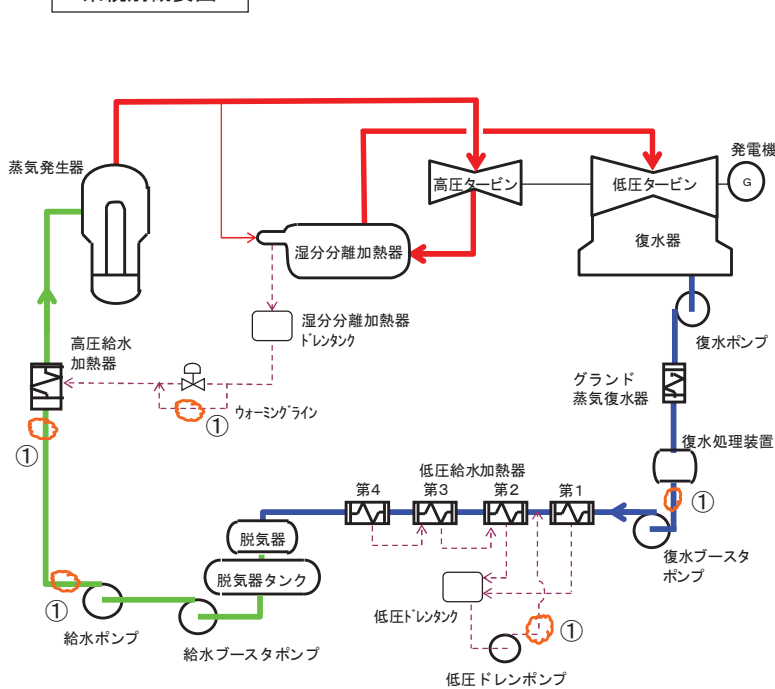 発電機
蒸気発生器
高圧タービン
低圧タービン
G
湿分分離加熱器
復水器
湿分分離加熱器
ドレンタンク
復水ポンプ
高圧給水
加熱器
グランド
蒸気復水器
ウォーミングライン
①
①
復水処理装置
低圧給水加熱器
第4
第3
第2
第1
①
脱気器
復水ブースタ
ポンプ
脱気器タンク
①
低圧ドレンタンク
①
給水ポンプ
給水ブースタポンプ
低圧ドレンポンプ